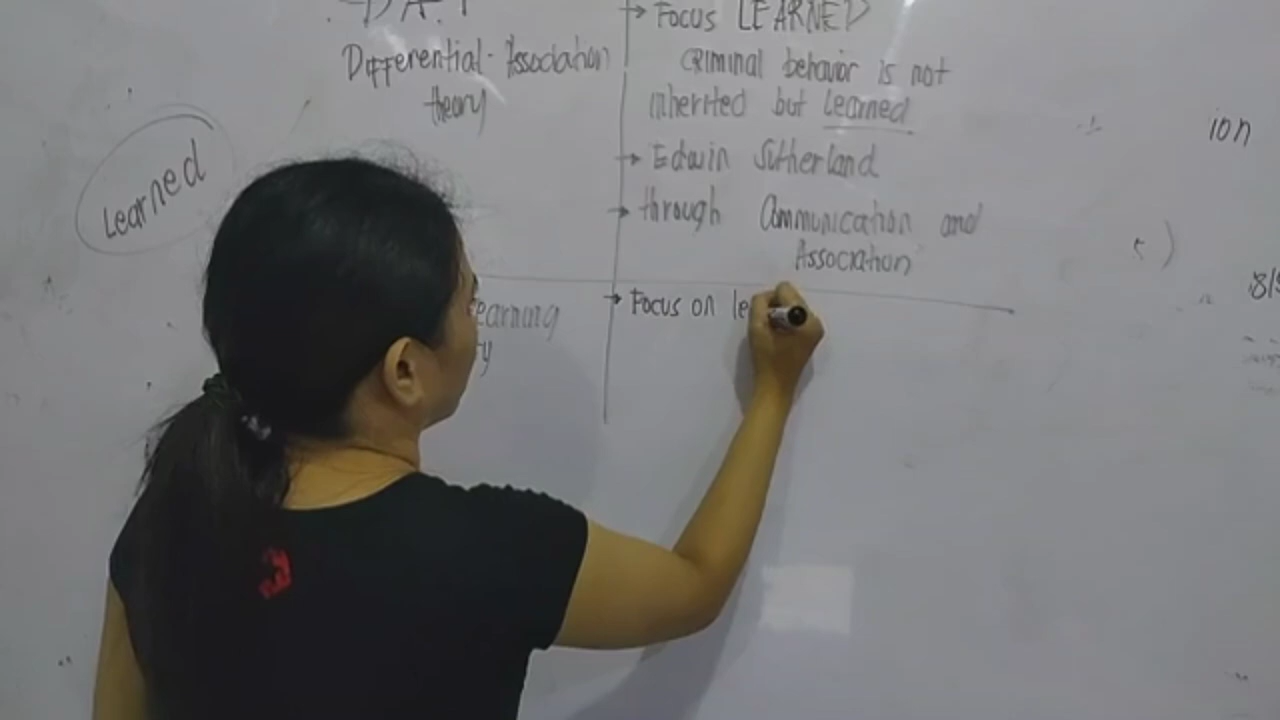 D.A.T
→ Focus LEARNED
Differential-Association
theory
criminal behavior is not
inherited but learned
→ Edwin Sutherland
→ through Communication and
Association
Learned
earning
→ Focus on le
ion